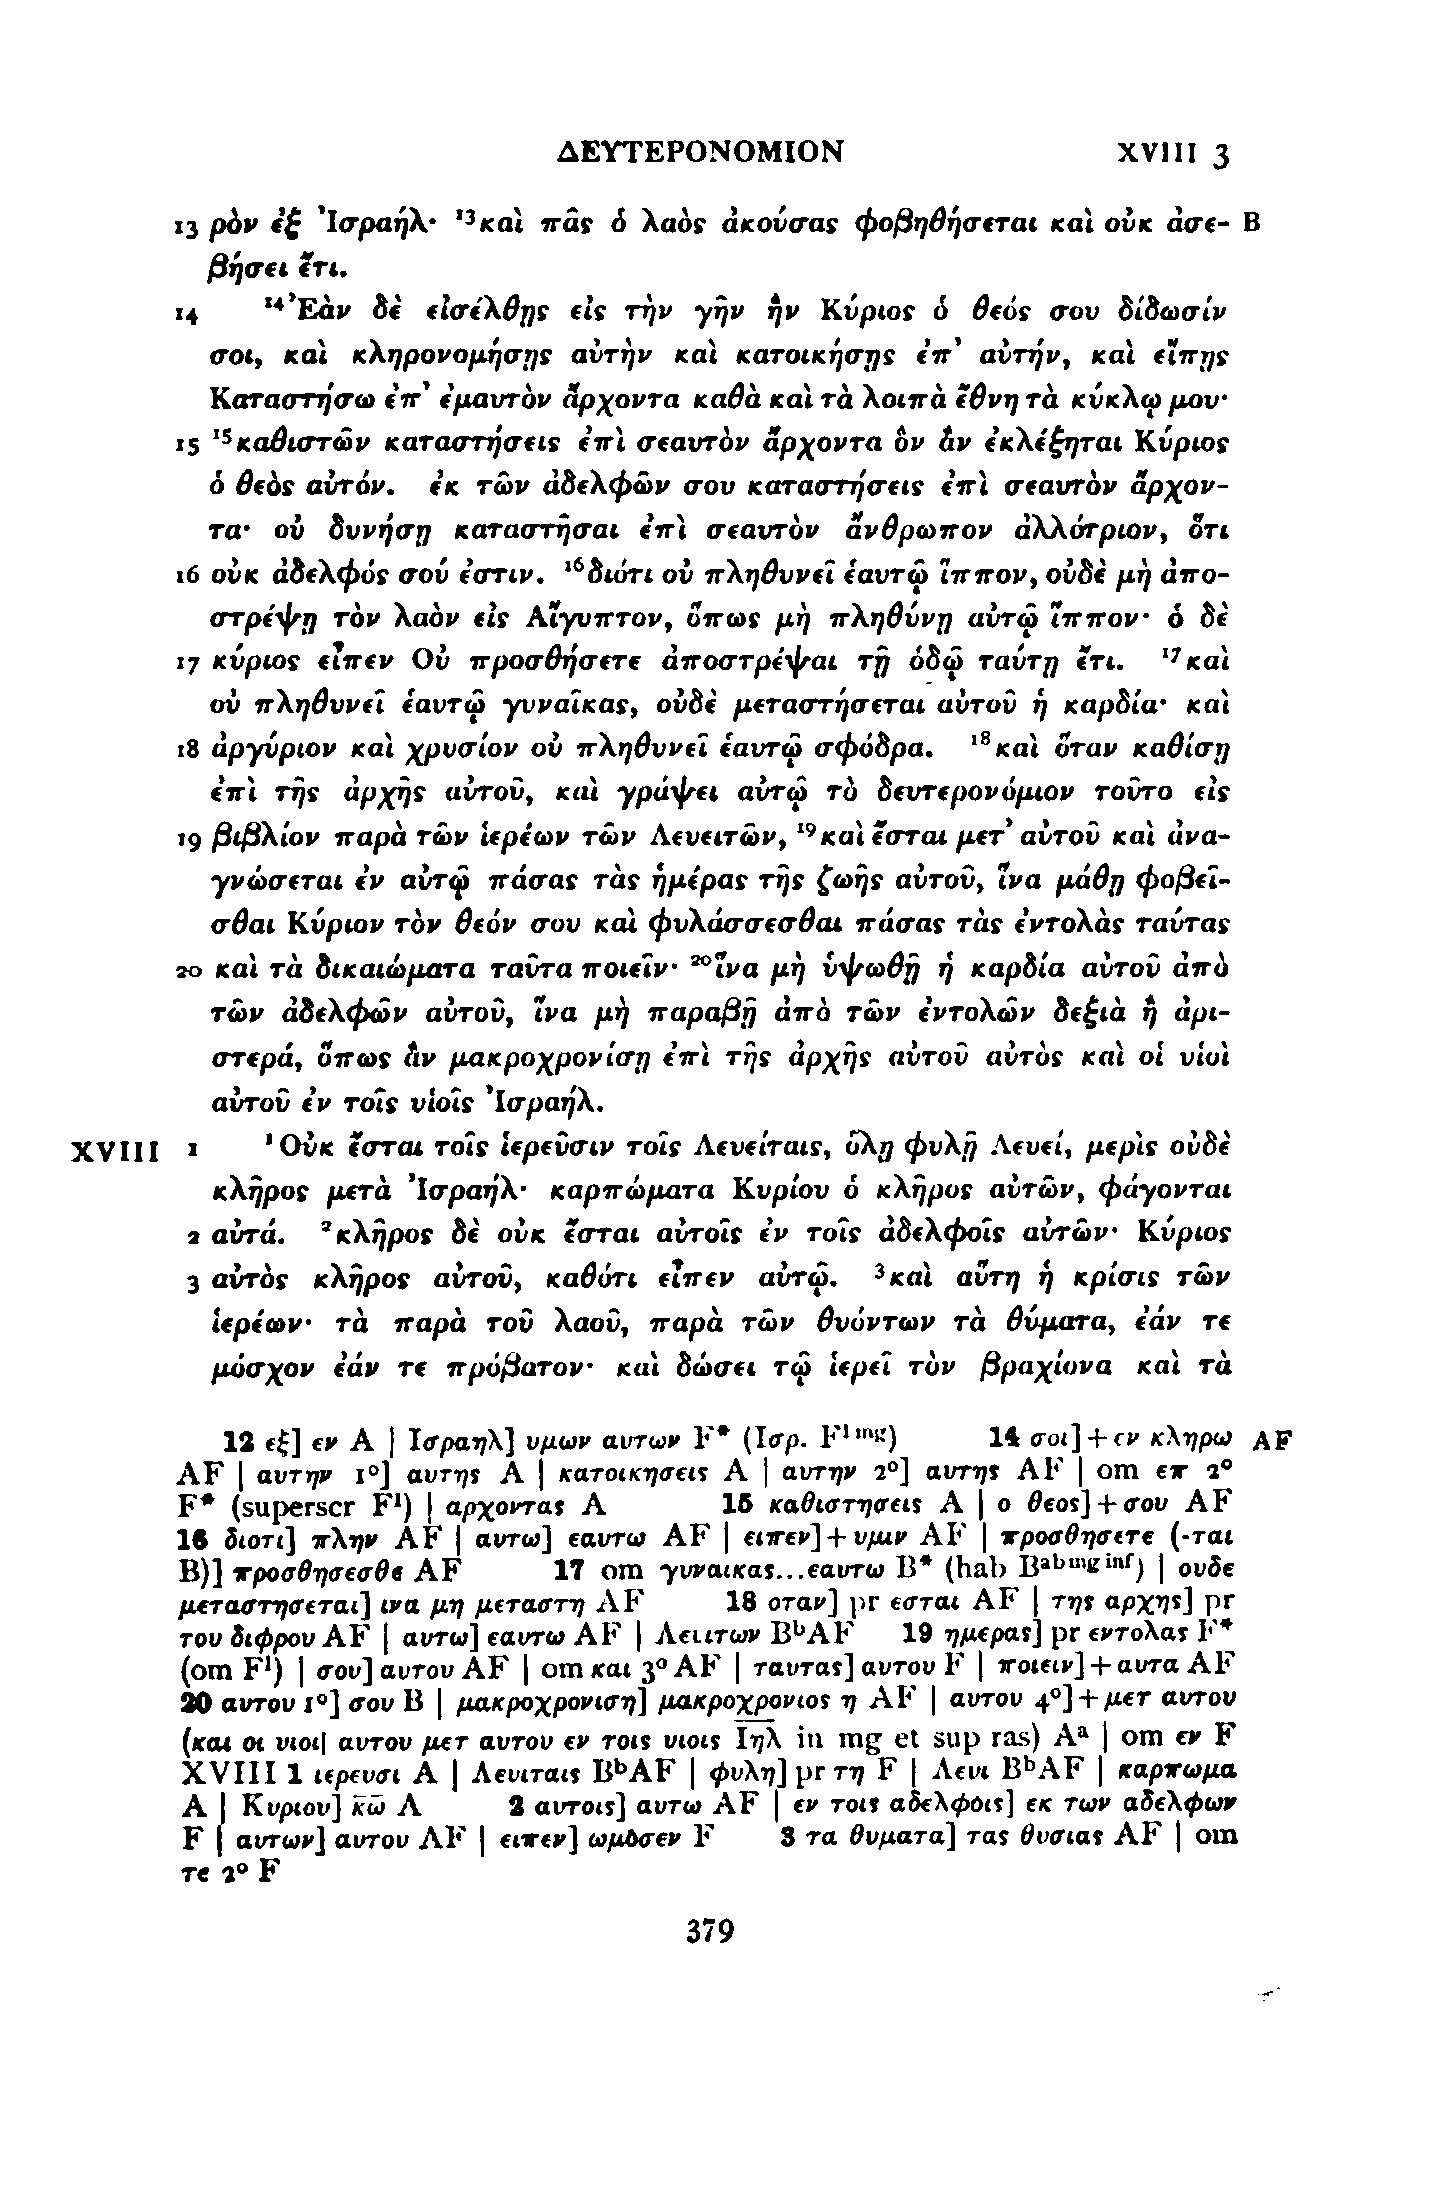 ΔΕΥΤΕΡΟΝΟΜΙΟΝ XVIII 3
13 ρὸν ἐξ Ἰσραήλ· ¹³καὶ πᾶς ὁ λαὸς ἀκούσας φοβηθήσεται καὶ οὐκ ἀσε- B
βήσει ἔτι.
14 ¹⁴Ἐὰν δὲ εἰσέλθῃς εἰς τὴν γῆν ἣν Κύριος ὁ θεός σου δίδωσίν
σοι, καὶ κληρονομήσῃς αὐτὴν καὶ κατοικήσῃς ἐπ’ αὐτήν, καὶ εἴπῃς
Καταστήσω ἐπ’ ἐμαυτὸν ἄρχοντα καθὰ καὶ τὰ λοιπὰ ἔθνη τὰ κύκλῳ μου·
15 ¹⁵καθιστῶν καταστήσεις ἐπὶ σεαυτὸν ἄρχοντα ὃν ἂν ἐκλέξηται Κύριος
ὁ θεὸς αὐτόν. ἐκ τῶν ἀδελφῶν σου καταστήσεις ἐπὶ σεαυτὸν ἄρχον-
τα· οὐ δυνήσῃ καταστῆσαι ἐπὶ σεαυτὸν ἄνθρωπον ἀλλότριον, ὅτι
16 οὐκ ἀδελφός σού ἐστιν. ¹⁶διότι οὐ πληθυνεῖ ἑαυτῷ ἵππον, οὐδὲ μὴ ἀπο-
στρέψῃ τὸν λαὸν εἰς Αἴγυπτον, ὅπως μὴ πληθύνῃ αὐτῷ ἵππον· ὁ δὲ
17 κύριος εἶπεν Οὐ προσθήσετε ἀποστρέψαι τῇ ὁδῷ ταύτῃ ἔτι. ¹⁷καὶ
οὐ πληθυνεῖ ἑαυτῷ γυναῖκας, οὐδὲ μεταστήσεται αὐτοῦ ἡ καρδία· καὶ
18 ἀργύριον καὶ χρυσίον οὐ πληθυνεῖ ἑαυτῷ σφόδρα. ¹⁸καὶ ὅταν καθίσῃ
ἐπὶ τῆς ἀρχῆς αὐτοῦ, καὶ γράψει αὐτῷ τὸ δευτερονόμιον τοῦτο εἰς
19 βιβλίον παρὰ τῶν ἱερέων τῶν Λευειτῶν, ¹⁹καὶ ἔσται μετ’ αὐτοῦ καὶ ἀνα-
γνώσεται ἐν αὐτῷ πάσας τὰς ἡμέρας τῆς ζωῆς αὐτοῦ, ἵνα μάθῃ φοβεῖ-
σθαι Κύριον τὸν θεόν σου καὶ φυλάσσεσθαι πάσας τὰς ἐντολὰς ταύτας
20 καὶ τὰ δικαιώματα ταῦτα ποιεῖν· ²⁰ἵνα μὴ ὑψωθῇ ἡ καρδία αὐτοῦ ἀπὸ
τῶν ἀδελφῶν αὐτοῦ, ἵνα μὴ παραβῇ ἀπὸ τῶν ἐντολῶν δεξιὰ ἢ ἀρι-
στερά, ὅπως ἂν μακροχρονίσῃ ἐπὶ τῆς ἀρχῆς αὐτοῦ αὐτὸς καὶ οἱ υἱοὶ
αὐτοῦ ἐν τοῖς υἱοῖς Ἰσραήλ.
XVIII 1 ¹Οὐκ ἔσται τοῖς ἱερεῦσιν τοῖς Λευείταις, ὅλῃ φυλῇ Λευεί, μερὶς οὐδὲ
κλῆρος μετὰ Ἰσραήλ· καρπώματα Κυρίου ὁ κλῆρος αὐτῶν, φάγονται
2 αὐτά. ²κλῆρος δὲ οὐκ ἔσται αὐτοῖς ἐν τοῖς ἀδελφοῖς αὐτῶν· Κύριος
3 αὐτὸς κλῆρος αὐτοῦ, καθότι εἶπεν αὐτῷ. ³καὶ αὕτη ἡ κρίσις τῶν
ἱερέων· τὰ παρὰ τοῦ λαοῦ, παρὰ τῶν θυόντων τὰ θύματα, ἐάν τε
μόσχον ἐάν τε πρόβατον· καὶ δώσει τῷ ἱερεῖ τὸν βραχίονα καὶ τὰ
12 εξ] εν A | Ισραηλ] υμων αυτων F* (Ισρ. F¹ᵐᵍ) 14 σοι]+εν κληρω AF
AF | αυτην 1°] αυτης A | κατοικησεις A | αυτην 2°] αυτης AF | om επ 2°
F* (superscr F¹) | αρχοντας A 15 καθιστησεις A | ο θεος]+σου AF
16 διοτι] πλην AF | αυτω] εαυτω AF | ειπεν]+υμιν AF | προσθησετε (-ται
B)] προσθησεσθε AF 17 om γυναικας...εαυτω B* (hab Bᵃᵇᵐᵍⁱⁿᶠ) | ουδε
μεταστησεται] ινα μη μεταστη AF 18 οταν] pr εσται AF | της αρχης] pr
του διφρου AF | αυτω] εαυτω AF | Λευιτων BᵇAF 19 ημερας] pr εντολας F*
(om F¹) | σου] αυτου AF | om και 3° AF | ταυτας] αυτου F | ποιειν]+αυτα AF
20 αυτου 1°] σου B | μακροχρονιση] μακροχρονιος η AF | αυτου 4°]+μετ αυτου
(και οι υιοι| αυτου μετ αυτου εν τοις υιοις Ι̅η̅λ̅ in mg et sup ras) Aᵃ | om εν F
XVIII 1 ιερευσι A | Λευιταις BᵇAF | φυλη] pr τη F | Λευι BᵇAF | καρπωμα
A | Κυριου] κ̅ω̅ A 2 αυτοις] αυτω AF | εν τοις αδελφοις] εκ των αδελφων
F | αυτων] αυτου AF | ειπεν] ωμοσεν F 3 τα θυματα] τας θυσιας AF | om
τε 2° F
379